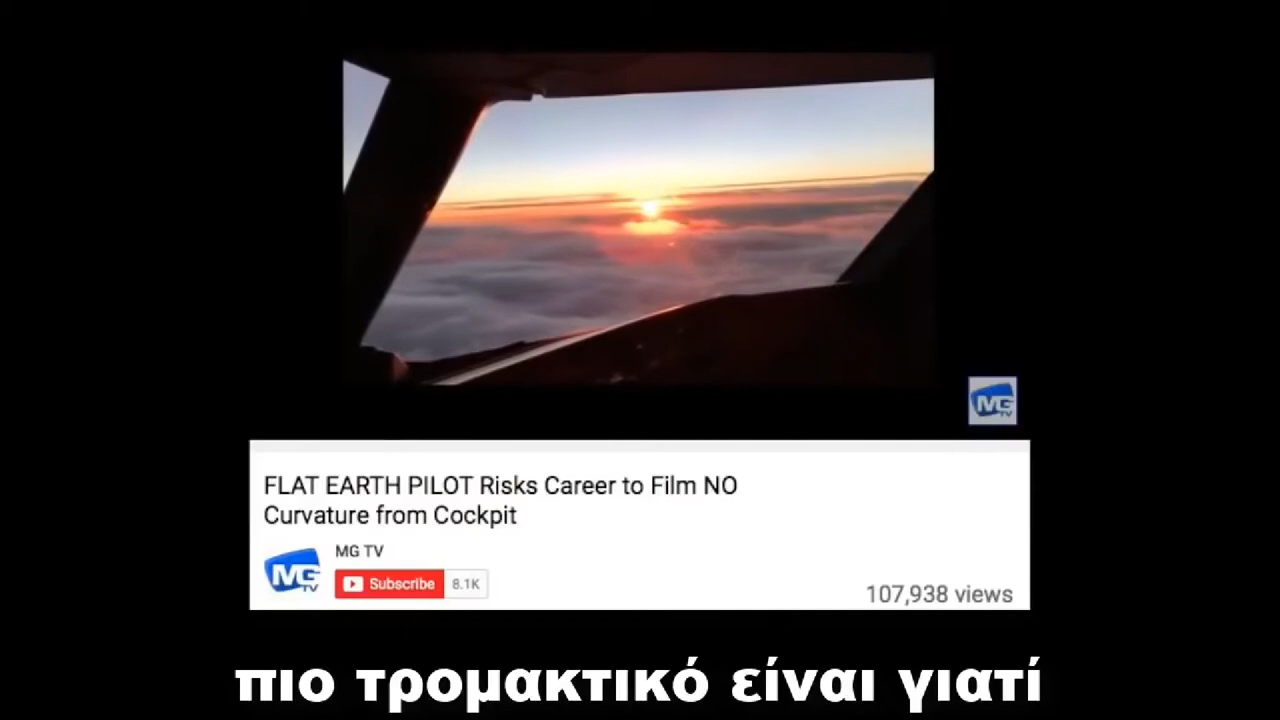 MG
TV
FLAT EARTH PILOT Risks Career to Film NO
Curvature from Cockpit
MG
TV
MG TV
Subscribe 8.1K
107,938 views
πιο τρομακτικό είναι γιατί